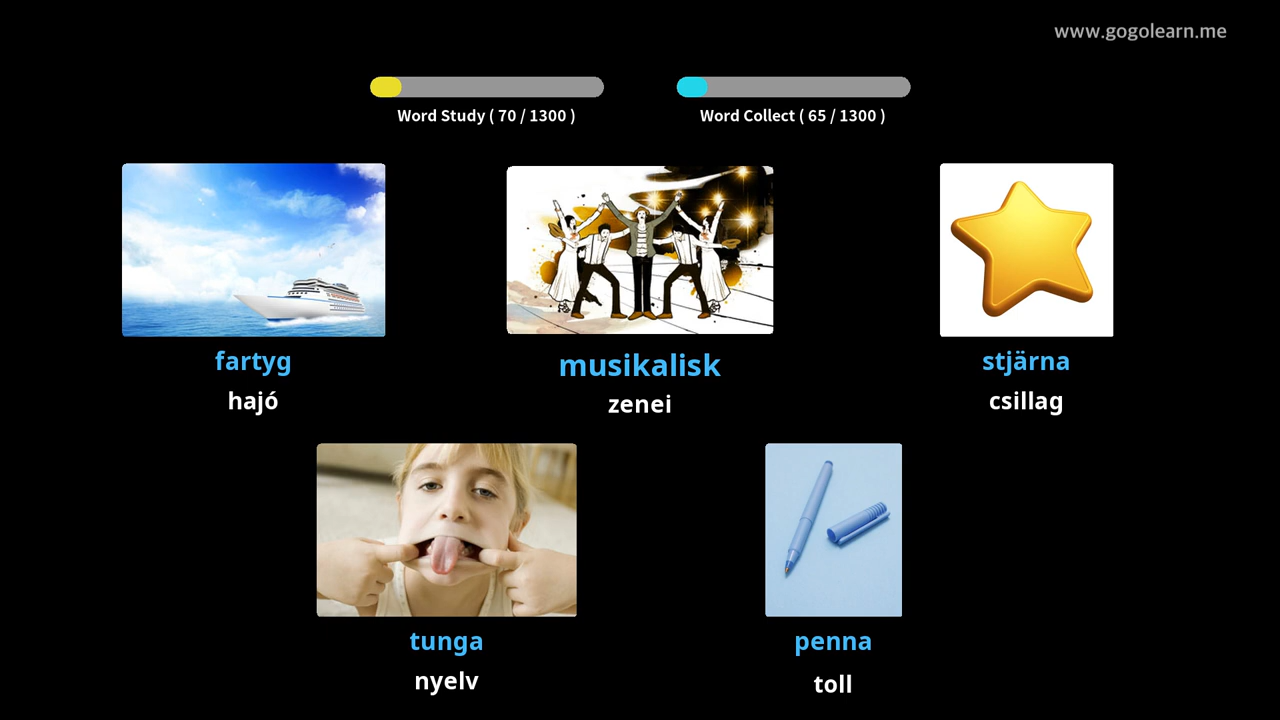 www.gogolearn.me
Word Study ( 70 / 1300 )
Word Collect ( 65 / 1300 )
fartyg
hajó
musikalisk
zenei
stjärna
csillag
tunga
nyelv
penna
toll